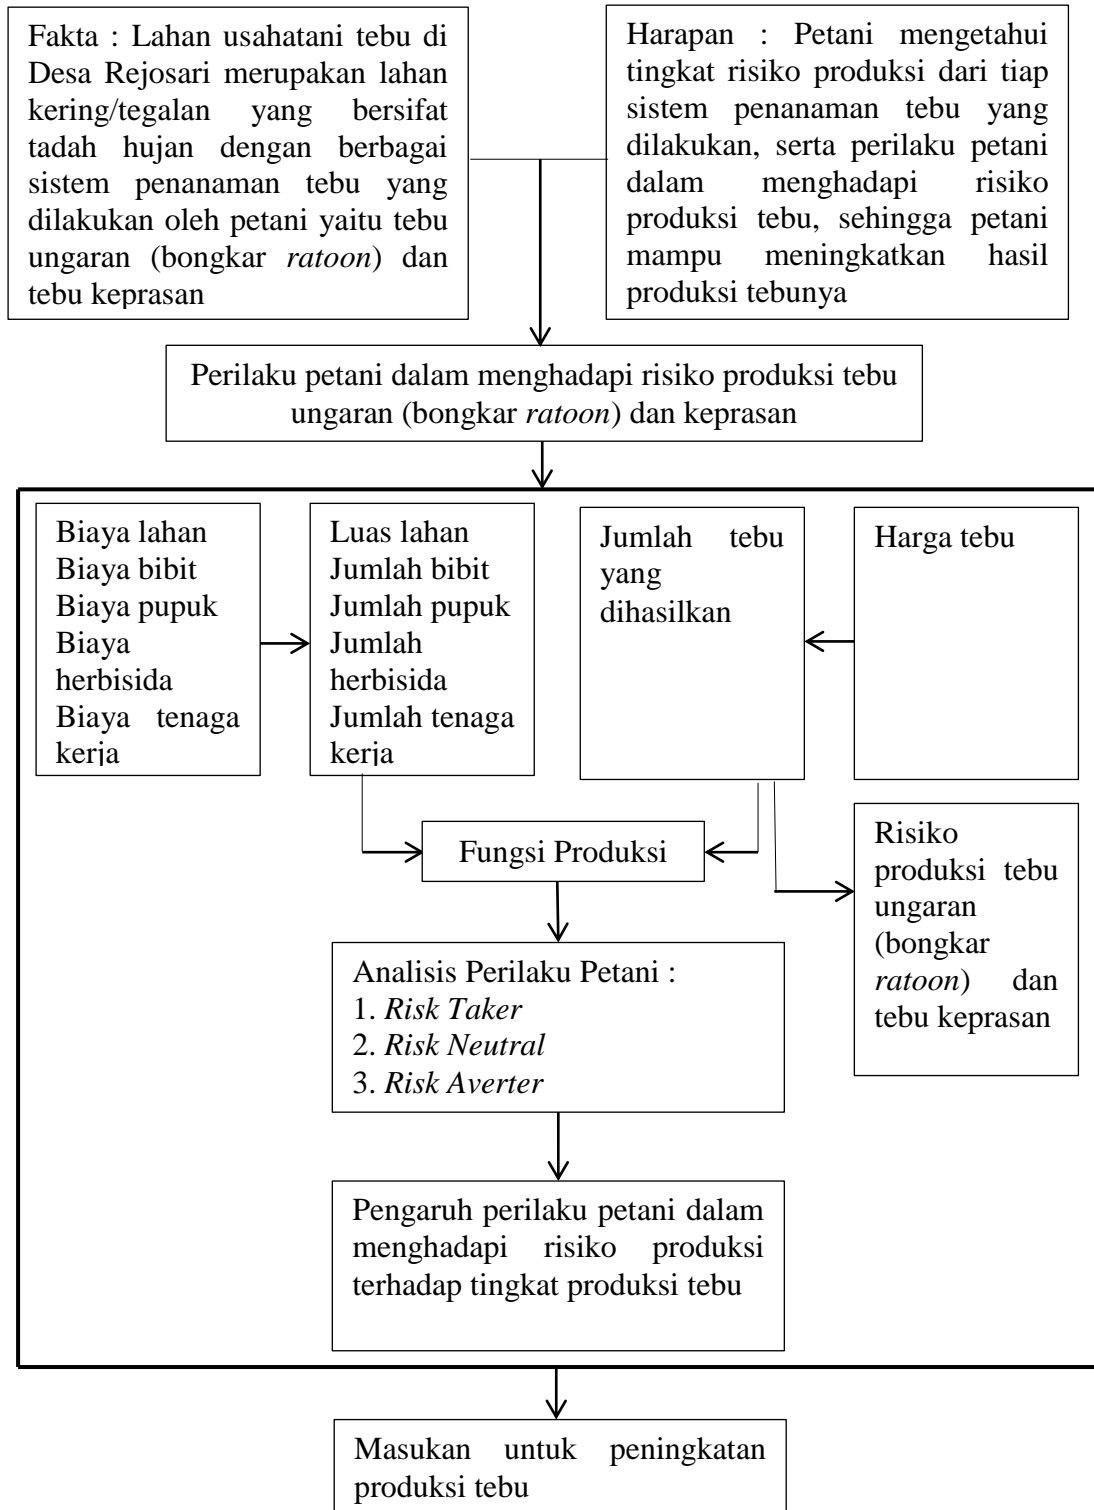 Fakta : Lahan usahatani tebu di
Desa Rejosari merupakan lahan
kering/tegalan yang bersifat
tadah hujan dengan berbagai
sistem penanaman tebu yang
dilakukan oleh petani yaitu tebu
ungaran (bongkar ratoon) dan
tebu keprasan
Harapan : Petani mengetahui
tingkat risiko produksi dari tiap
sistem penanaman tebu yang
dilakukan, serta perilaku petani
dalam menghadapi risiko
produksi tebu, sehingga petani
mampu meningkatkan hasil
produksi tebunya
Perilaku petani dalam menghadapi risiko produksi tebu
ungaran (bongkar ratoon) dan keprasan
Biaya lahan
Biaya bibit
Biaya pupuk
Biaya
herbisida
Biaya tenaga
kerja
Luas lahan
Jumlah bibit
Jumlah pupuk
Jumlah
herbisida
Jumlah tenaga
kerja
Jumlah tebu
yang
dihasilkan
Harga tebu
Fungsi Produksi
Risiko
produksi tebu
ungaran
(bongkar
ratoon) dan
tebu keprasan
Analisis Perilaku Petani :
1. Risk Taker
2. Risk Neutral
3. Risk Averter
Pengaruh perilaku petani dalam
menghadapi risiko produksi
terhadap tingkat produksi tebu
Masukan untuk peningkatan
produksi tebu